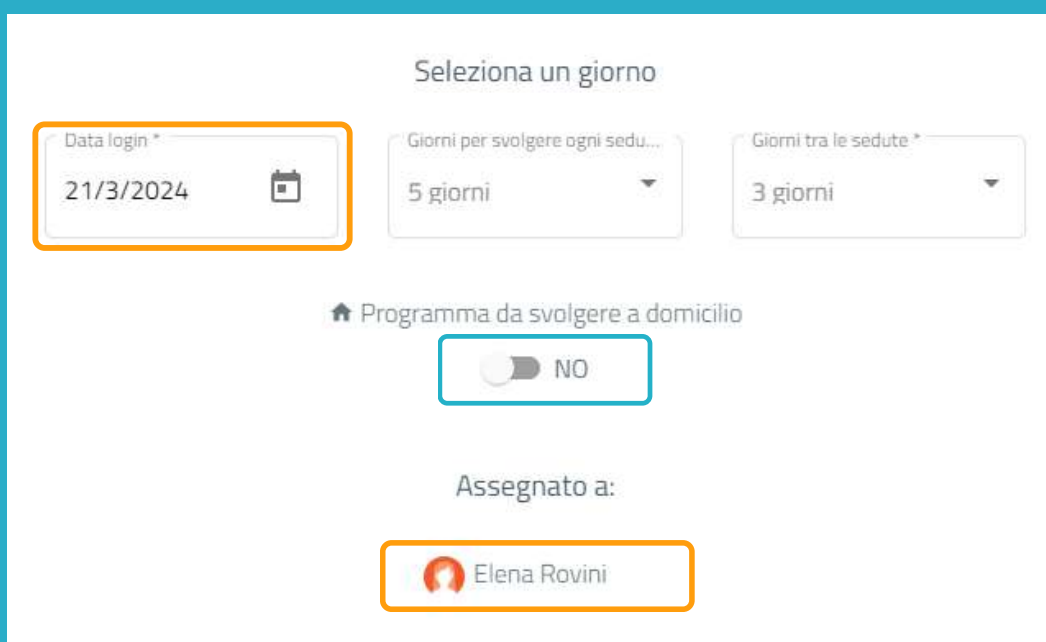 Seleziona un giorno
Data login *
Giorni per svolgere ogni sedu...
Giorni tra le sedute *
21/3/2024
5 giorni
3 giorni
Programma da svolgere a domicilio
NO
Assegnato a:
Elena Rovini